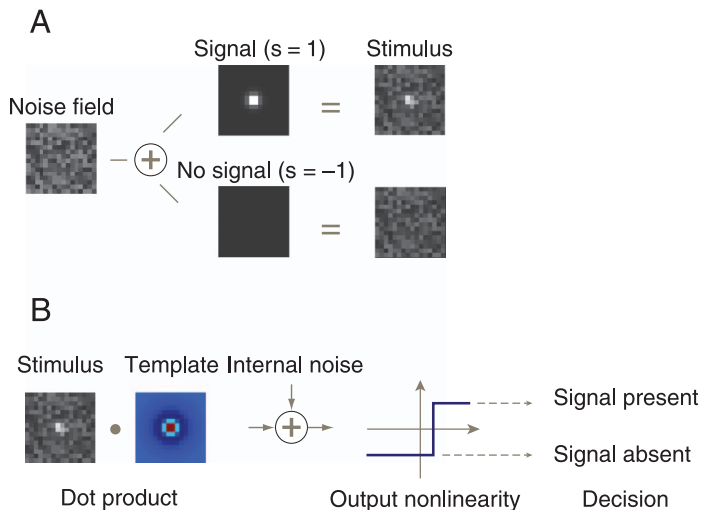 A
Signal (s = 1)
Stimulus
Noise field
+
=
No signal (s = –1)
=
B
Stimulus
Template
Internal noise
+
Signal present
Signal absent
Dot product
Output nonlinearity
Decision